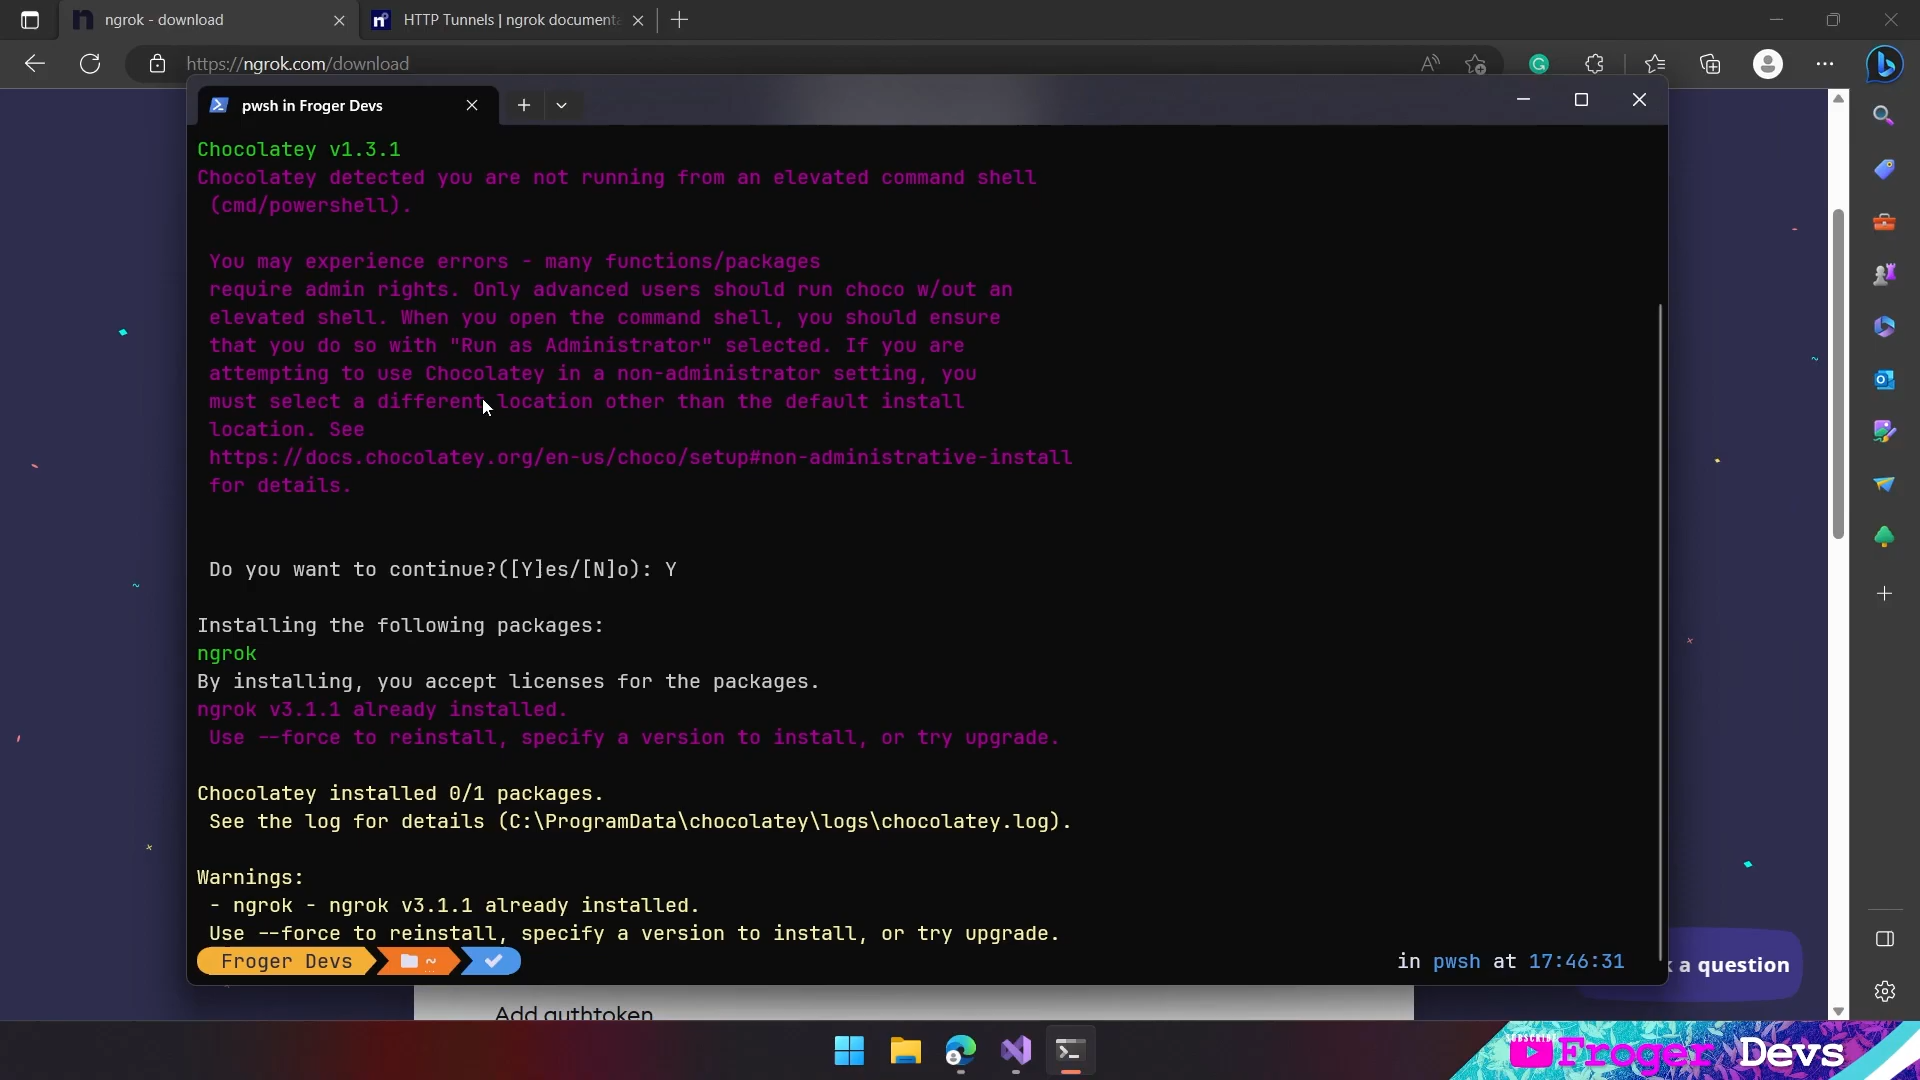 ngrok - download
HTTP Tunnels | ngrok documenta
https://ngrok.com/download
pwsh in Froger Devs
Chocolatey v1.3.1
Chocolatey detected you are not running from an elevated command shell
(cmd/powershell).
You may experience errors - many functions/packages
require admin rights. Only advanced users should run choco w/out an
elevated shell. When you open the command shell, you should ensure
that you do so with "Run as Administrator" selected. If you are
attempting to use Chocolatey in a non-administrator setting, you
must select a different location other than the default install
location. See
https://docs.chocolatey.org/en-us/choco/setup#non-administrative-install
for details.
Do you want to continue?([Y]es/[N]o): Y
Installing the following packages:
ngrok
By installing, you accept licenses for the packages.
ngrok v3.1.1 already installed.
Use --force to reinstall, specify a version to install, or try upgrade.
Chocolatey installed 0/1 packages.
See the log for details (C:\ProgramData\chocolatey\logs\chocolatey.log).
Warnings:
- ngrok - ngrok v3.1.1 already installed.
Use --force to reinstall, specify a version to install, or try upgrade.
Froger Devs ~ in pwsh at 17:46:31
a question
Add authtoken
SUBSCRIBE
Froger Devs